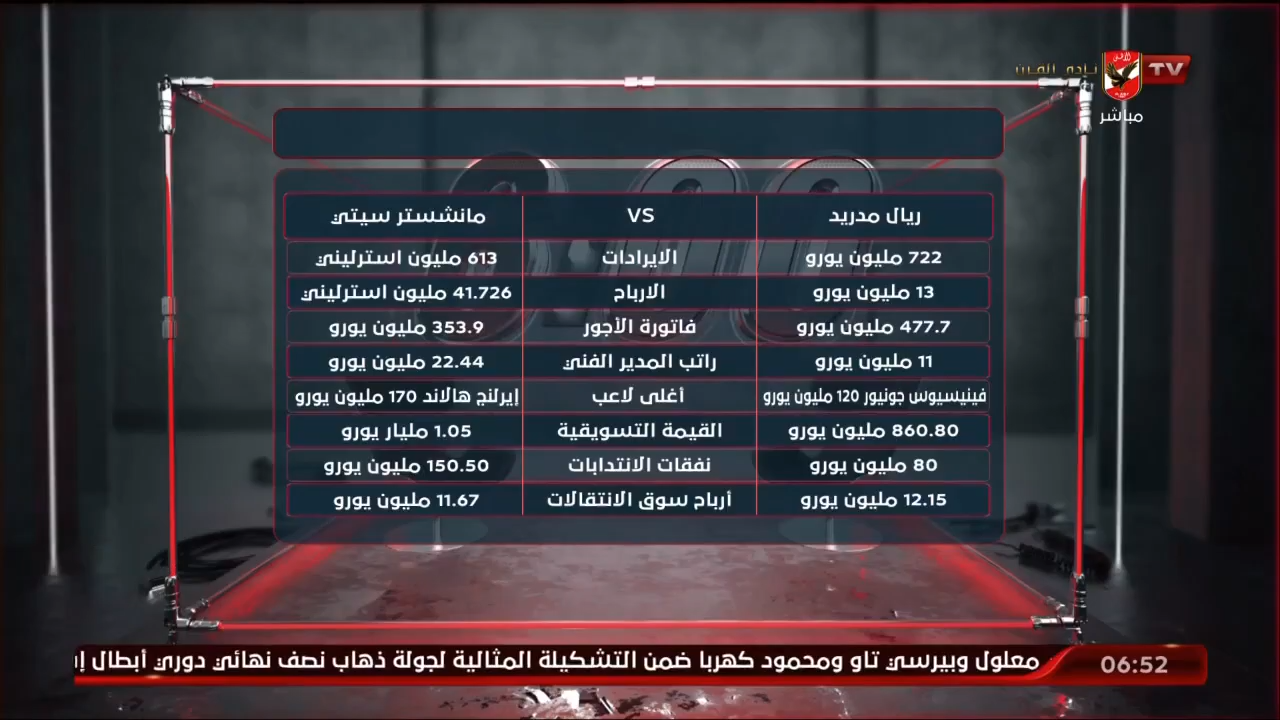 نادي القرن TV
مباشر
ريال مدريد VS مانشستر سيتي
722 مليون يورو الايرادات 613 مليون استرليني
13 مليون يورو الارباح 41.726 مليون استرليني
477.7 مليون يورو فاتورة الأجور 353.9 مليون يورو
11 مليون يورو راتب المدير الفني 22.44 مليون يورو
فينيسيوس جونيور 120 مليون يورو أغلى لاعب إيرلنج هالاند 170 مليون يورو
860.80 مليون يورو القيمة التسويقية 1.05 مليار يورو
80 مليون يورو نفقات الانتدابات 150.50 مليون يورو
12.15 مليون يورو أرباح سوق الانتقالات 11.67 مليون يورو
06:52 معلول وبيرسي تاو ومحمود كهربا ضمن التشكيلة المثالية لجولة ذهاب نصف نهائي دوري أبطال